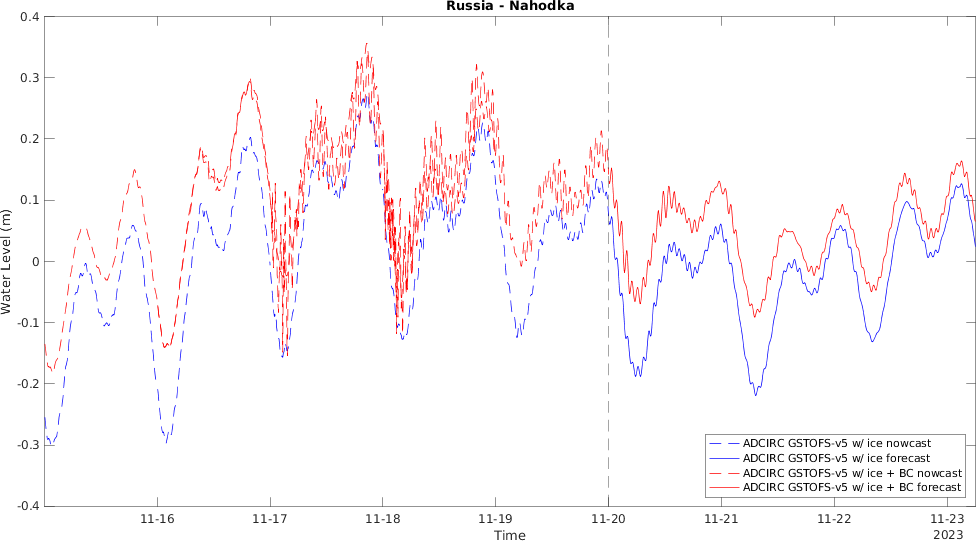 Russia - Nahodka
Water Level (m)
0.4
0.3
0.2
0.1
0
-0.1
-0.2
-0.3
-0.4
11-16
11-17
11-18
11-19
11-20
11-21
11-22
11-23
2023
Time
ADCIRC GSTOFS-v5 w/ ice nowcast
ADCIRC GSTOFS-v5 w/ ice forecast
ADCIRC GSTOFS-v5 w/ ice + BC nowcast
ADCIRC GSTOFS-v5 w/ ice + BC forecast